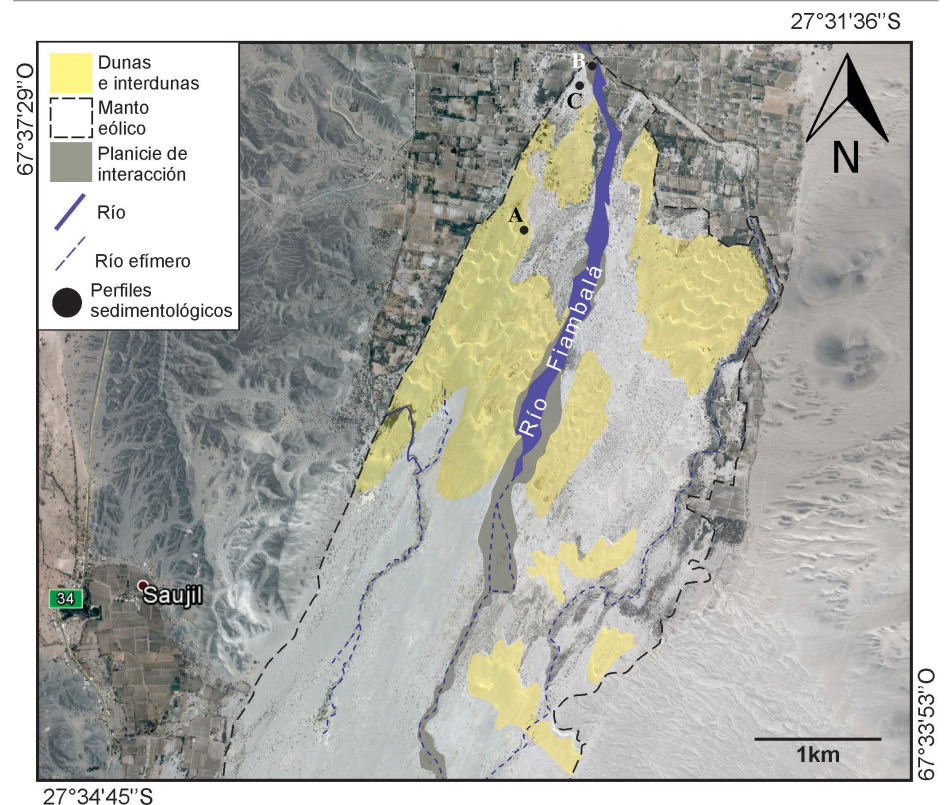 27°31'36''S
67°37'29''O
Dunas
e interdunas
Manto
eólico
Planicie de
interacción
Río
Río efímero
Perfiles
sedimentológicos
B
C
A
N
Río Fiambalá
34
Saujil
1km
67°33'53''O
27°34'45''S